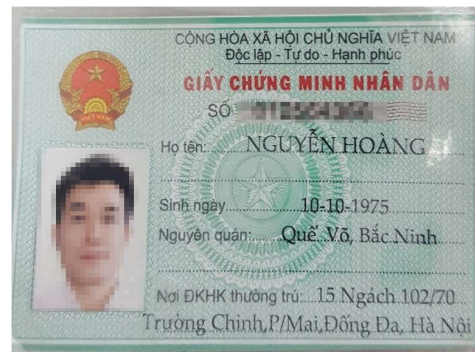 CỘNG HÒA XÃ HỘI CHỦ NGHĨA VIỆT NAM
Độc lập - Tự do - Hạnh phúc
GIẤY CHỨNG MINH NHÂN DÂN
SỐ
Họ tên: NGUYỄN HOÀNG
Sinh ngày 10-10-1975
Nguyên quán: Quế Võ, Bắc Ninh
Nơi ĐKHK thường trú: 15 Ngách 102/70
Trường Chinh,P/Mai,Đống Đa, Hà Nội